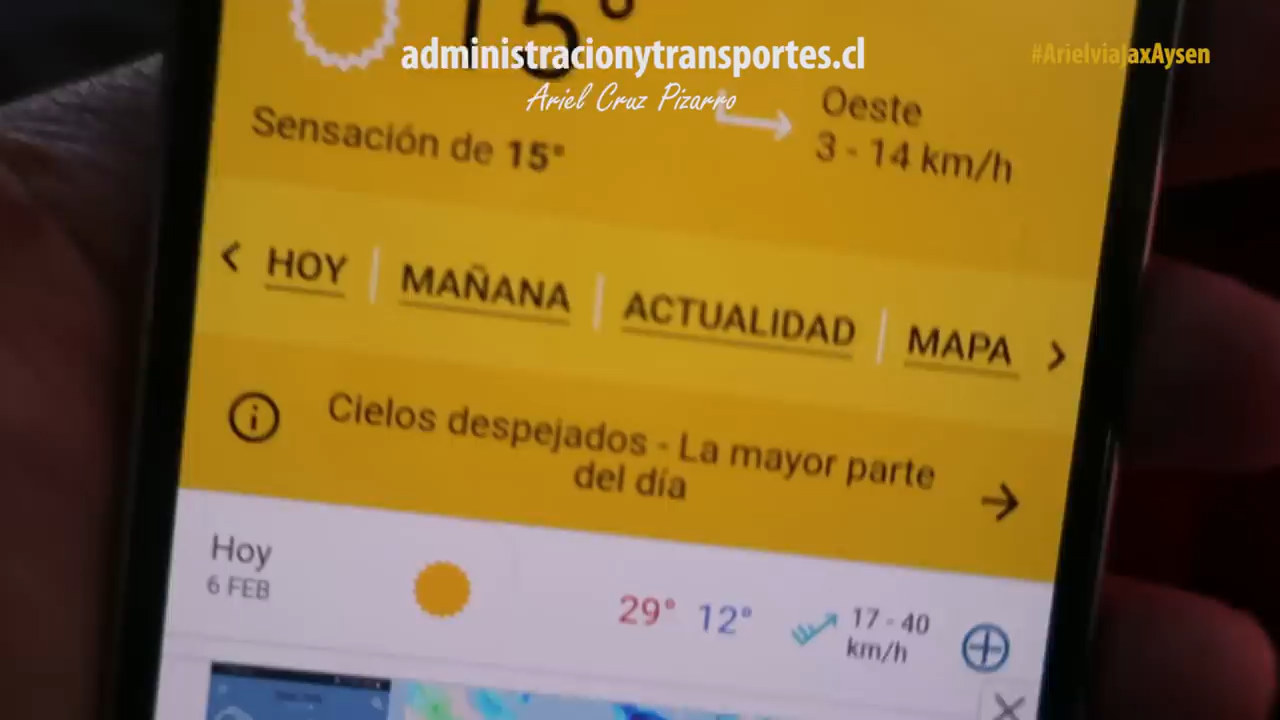 15°
administracionytransportes.cl
#ArielviaJaxAysen
Ariel Cruz Pizarro
Oeste
3 - 14 km/h
Sensación de 15°
HOY
MAÑANA
ACTUALIDAD
MAPA
Cielos despejados - La mayor parte
del día
Hoy
6 FEB
29° 12°
17 - 40
km/h